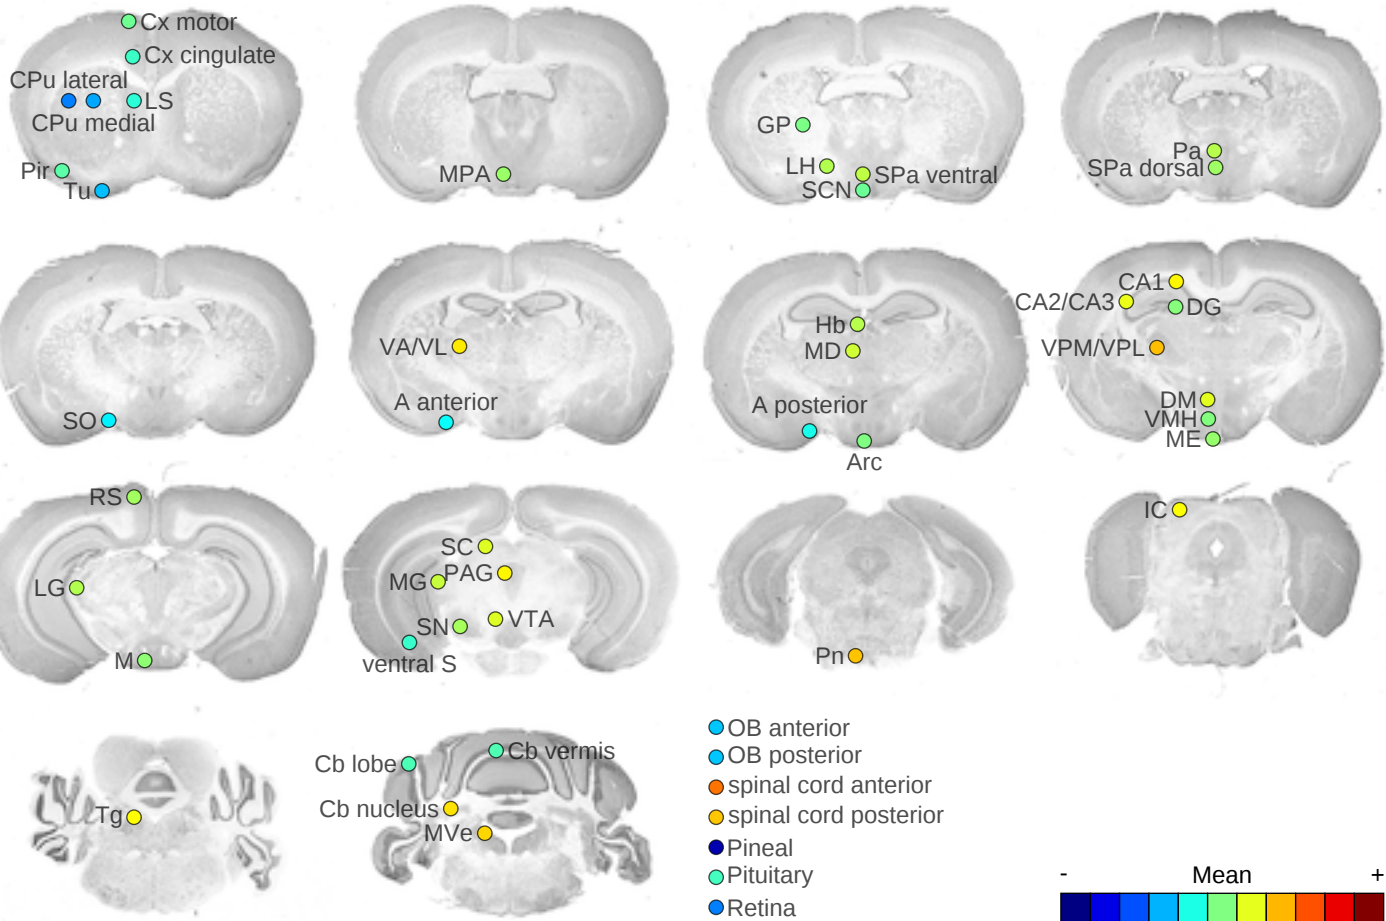 Cx motor
Cx cingulate
CPu lateral
LS
CPu medial
Pir
Tu
MPA
GP
LH
SPa ventral
SCN
Pa
SPa dorsal
SO
VA/VL
A anterior
Hb
MD
A posterior
Arc
CA1
CA2/CA3
DG
VPM/VPL
DM
VMH
ME
RS
LG
M
SC
MG
PAG
SN
VTA
ventral S
Pn
IC
Tg
Cb lobe
Cb vermis
Cb nucleus
MVe
OB anterior
OB posterior
spinal cord anterior
spinal cord posterior
Pineal
Pituitary
Retina
- Mean +